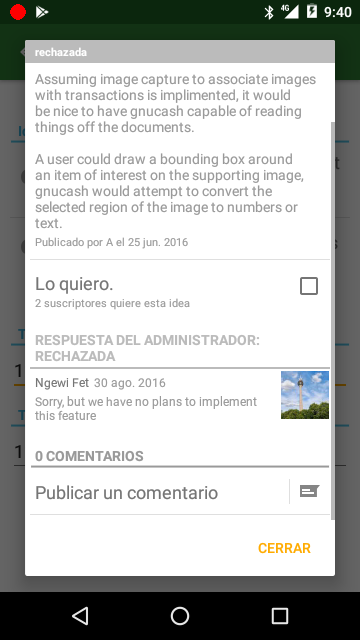 4G
9:40
rechazada
Assuming image capture to associate images
with transactions is implimented, it would
be nice to have gnucash capable of reading
things off the documents.
A user could draw a bounding box around
an item of interest on the supporting image,
gnucash would attempt to convert the
selected region of the image to numbers or
text.
Publicado por A el 25 jun. 2016
Lo quiero.
2 suscriptores quiere esta idea
RESPUESTA DEL ADMINISTRADOR:
RECHAZADA
Ngewi Fet 30 ago. 2016
Sorry, but we have no plans to implement
this feature
0 COMENTARIOS
Publicar un comentario
CERRAR